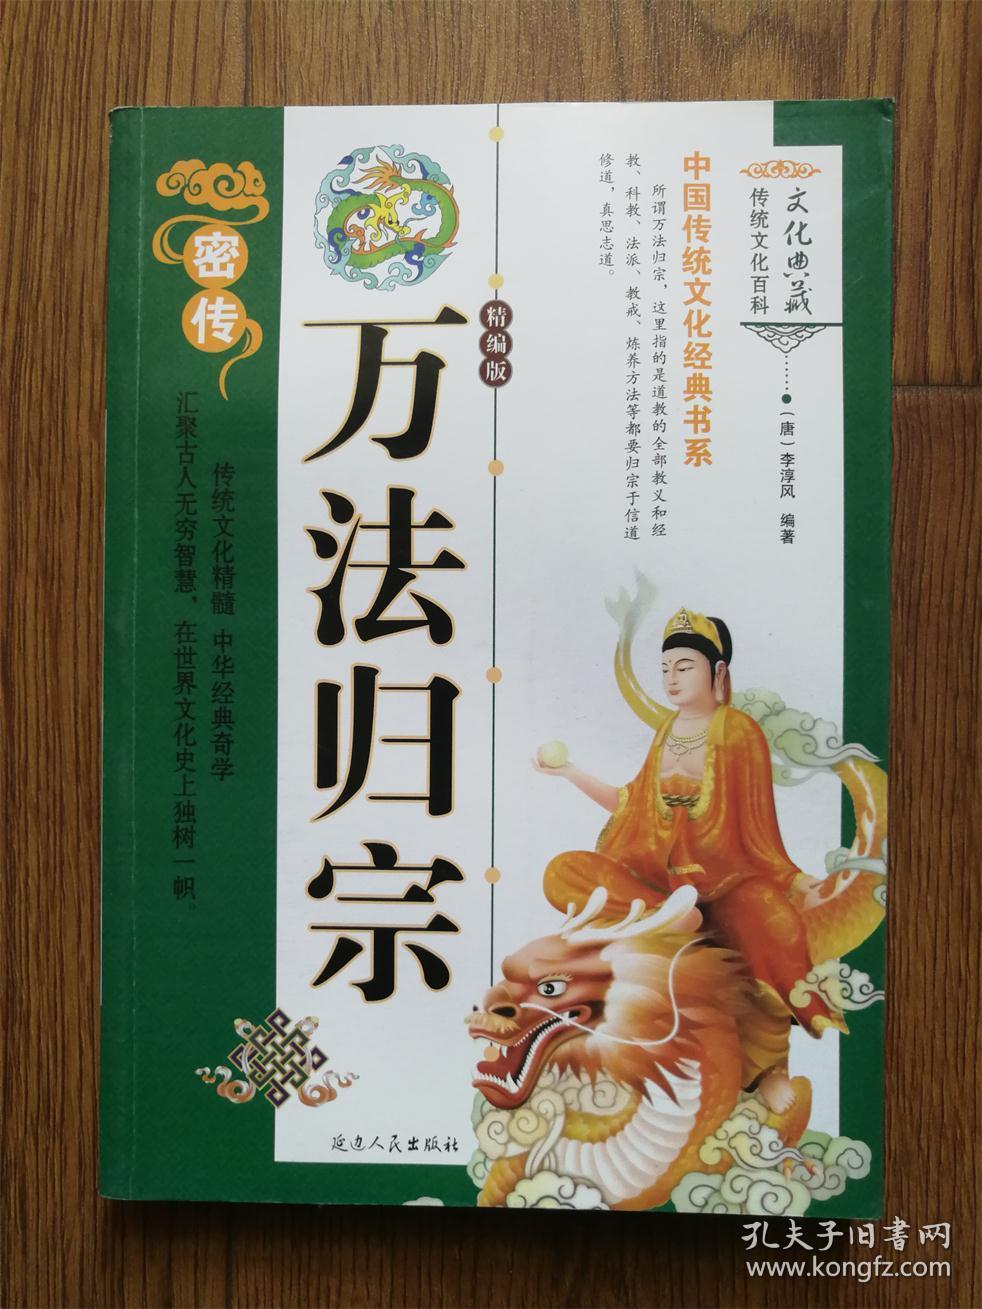 文化典藏
传统文化百科
(唐)李淳风 编著
中国传统文化经典书系
所谓万法归宗，这里指的是道教的全部教义和经
教、科教、法派、教戒、炼养方法等都要归宗于信道
修道，真思志道。
精编版
万法归宗
密传
传统文化精髓 中华经典奇学
汇聚古人无穷智慧，在世界文化史上独树一帜。
延边人民出版社
孔夫子旧书网
www.kongfz.com